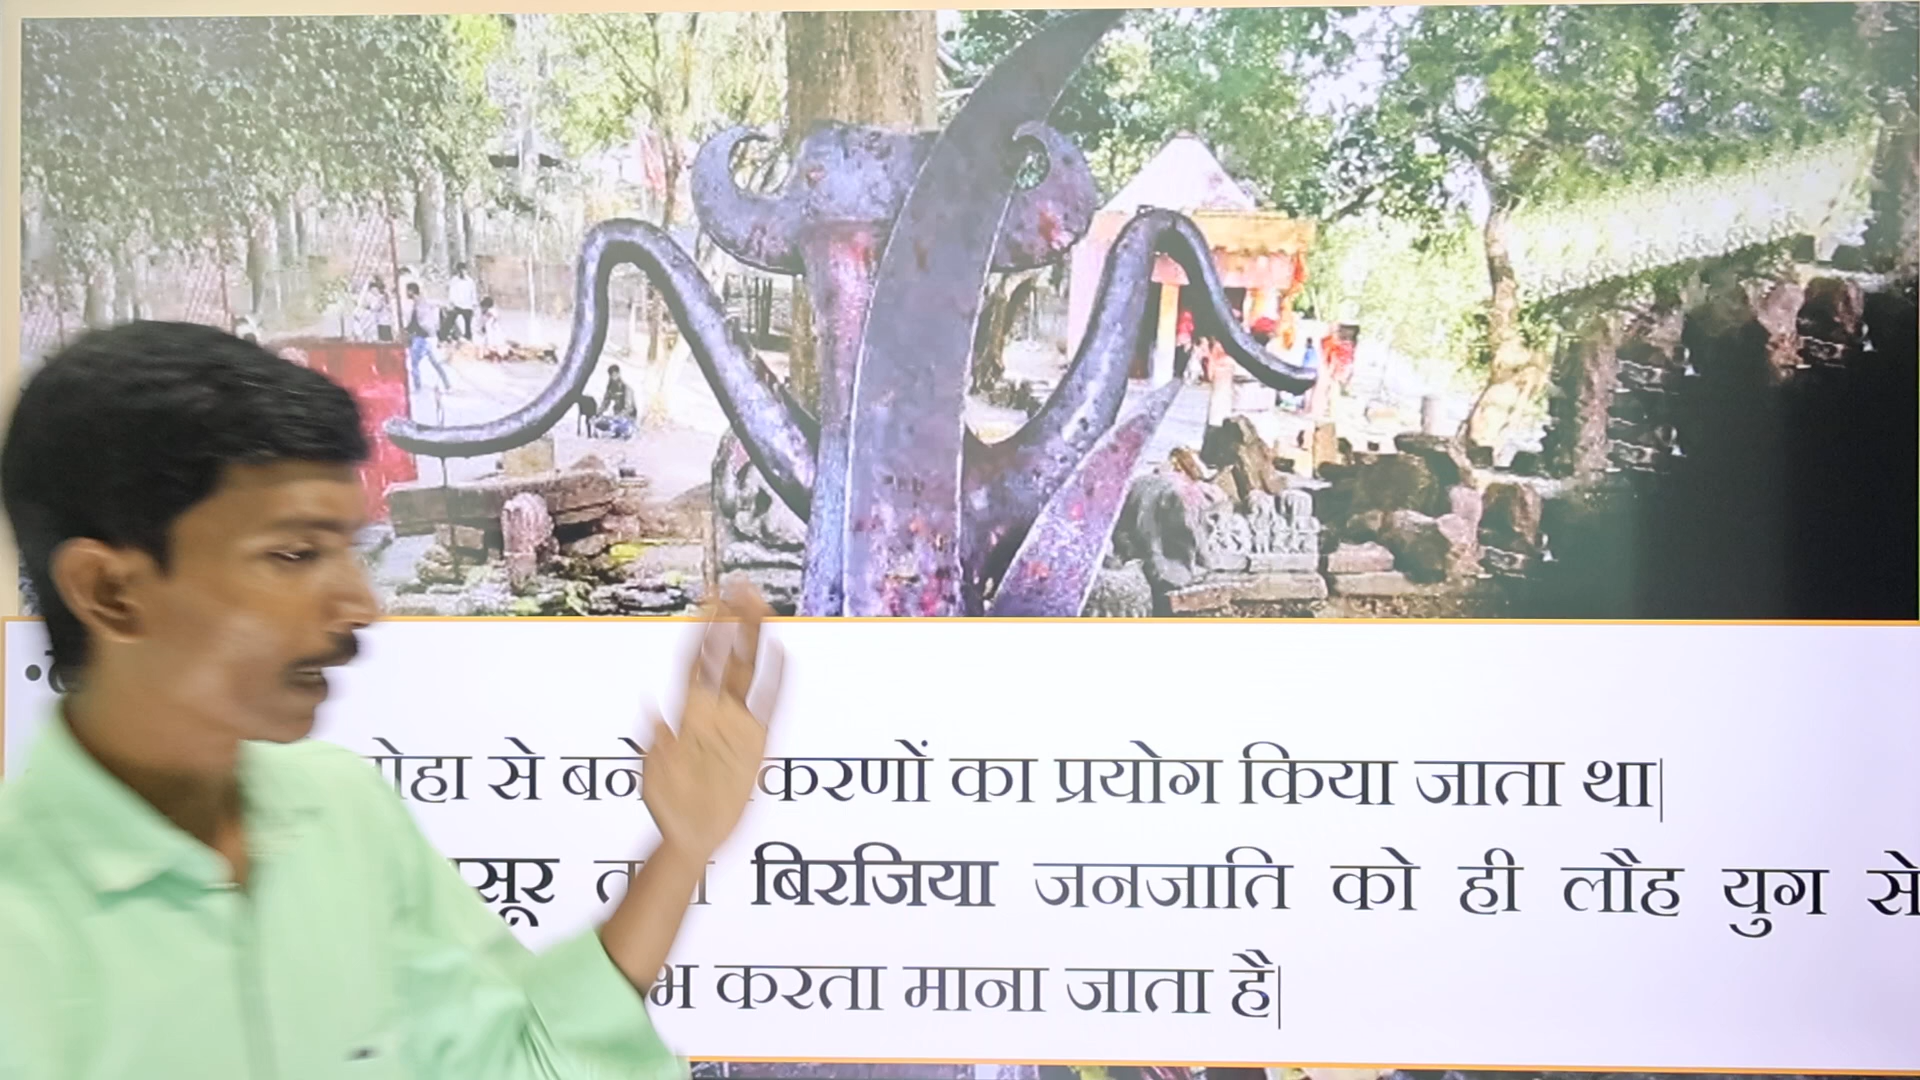 से बने करणों का प्रयोग किया जाता था|
बिरजिया जनजाति को ही लौह युग से
करता माना जाता है|